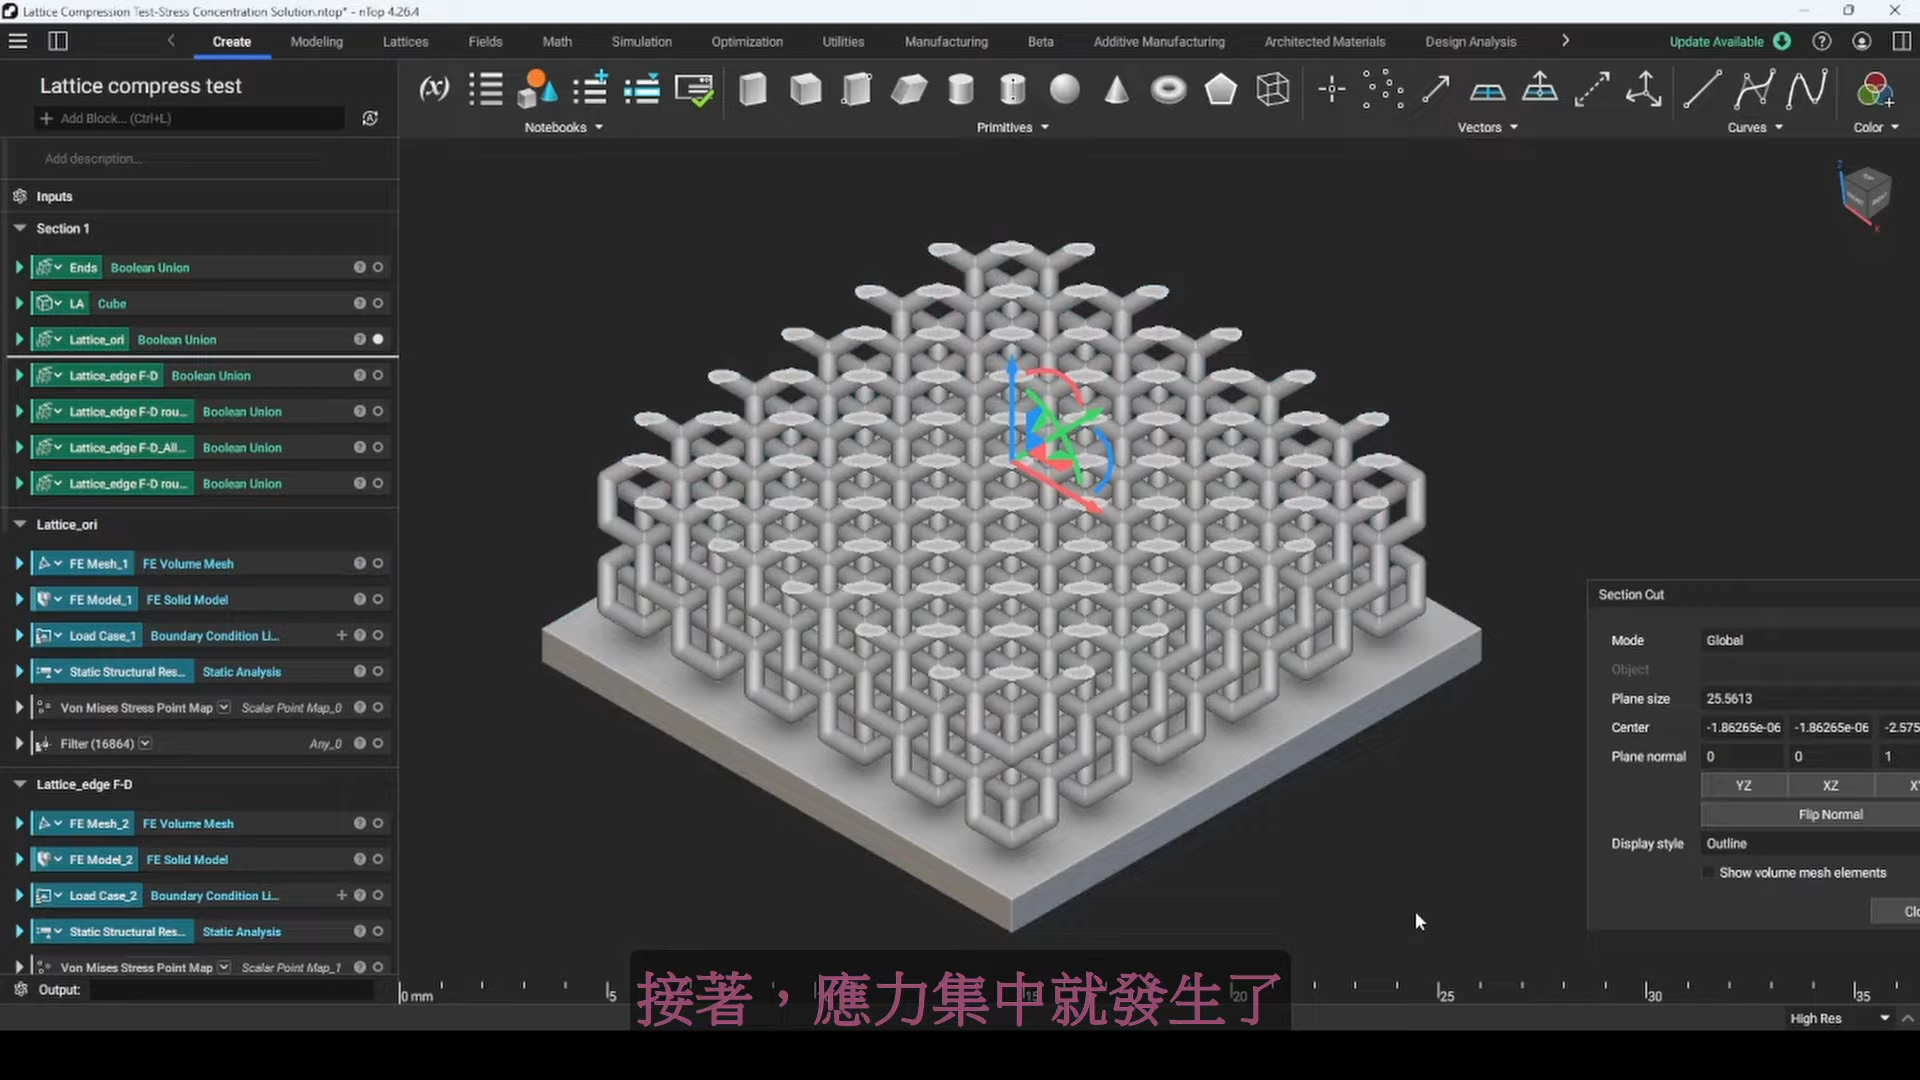 Lattice Compression Test-Stress Concentration Solution.ntop* - nTop 4.26.4
Create Modeling Lattices Fields Math Simulation Optimization Utilities Manufacturing Beta Additive Manufacturing Architected Materials Design Analysis Update Available
Lattice compress test
Add Block... (Ctrl+L)
Notebooks Primitives Vectors Curves Color
Add description...
Inputs
Section 1
Ends Boolean Union
LA Cube
Lattice_ori Boolean Union
Lattice_edge F-D Boolean Union
Lattice_edge F-D rou... Boolean Union
Lattice_edge F-D_All... Boolean Union
Lattice_edge F-D rou... Boolean Union
Lattice_ori
FE Mesh_1 FE Volume Mesh
FE Model_1 FE Solid Model
Load Case_1 Boundary Condition Li...
Static Structural Res... Static Analysis
Von Mises Stress Point Map Scalar Point Map_0
Filter (16864) Any_0
Lattice_edge F-D
FE Mesh_2 FE Volume Mesh
FE Model_2 FE Solid Model
Load Case_2 Boundary Condition Li...
Static Structural Res... Static Analysis
Von Mises Stress Point Map Scalar Point Map_1
Output:
Section Cut
Mode Global
Object
Plane size 25.5613
Center -1.86265e-06 -1.86265e-06 -2.575
Plane normal 0 0 1
YZ XZ X
Flip Normal
Display style Outline
Show volume mesh elements
Clo
0 mm 5 15 20 25 30 35
接著，應力集中就發生了
High Res